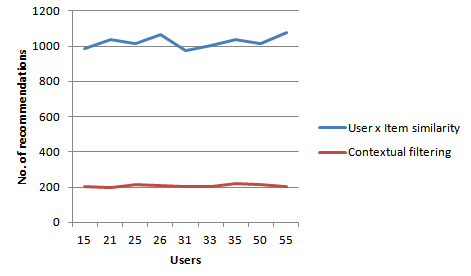 1200
1000
800
600
400
200
0
No. of recommendations
15 21 25 26 31 33 35 50 55
Users
User x Item similarity
Contextual filtering